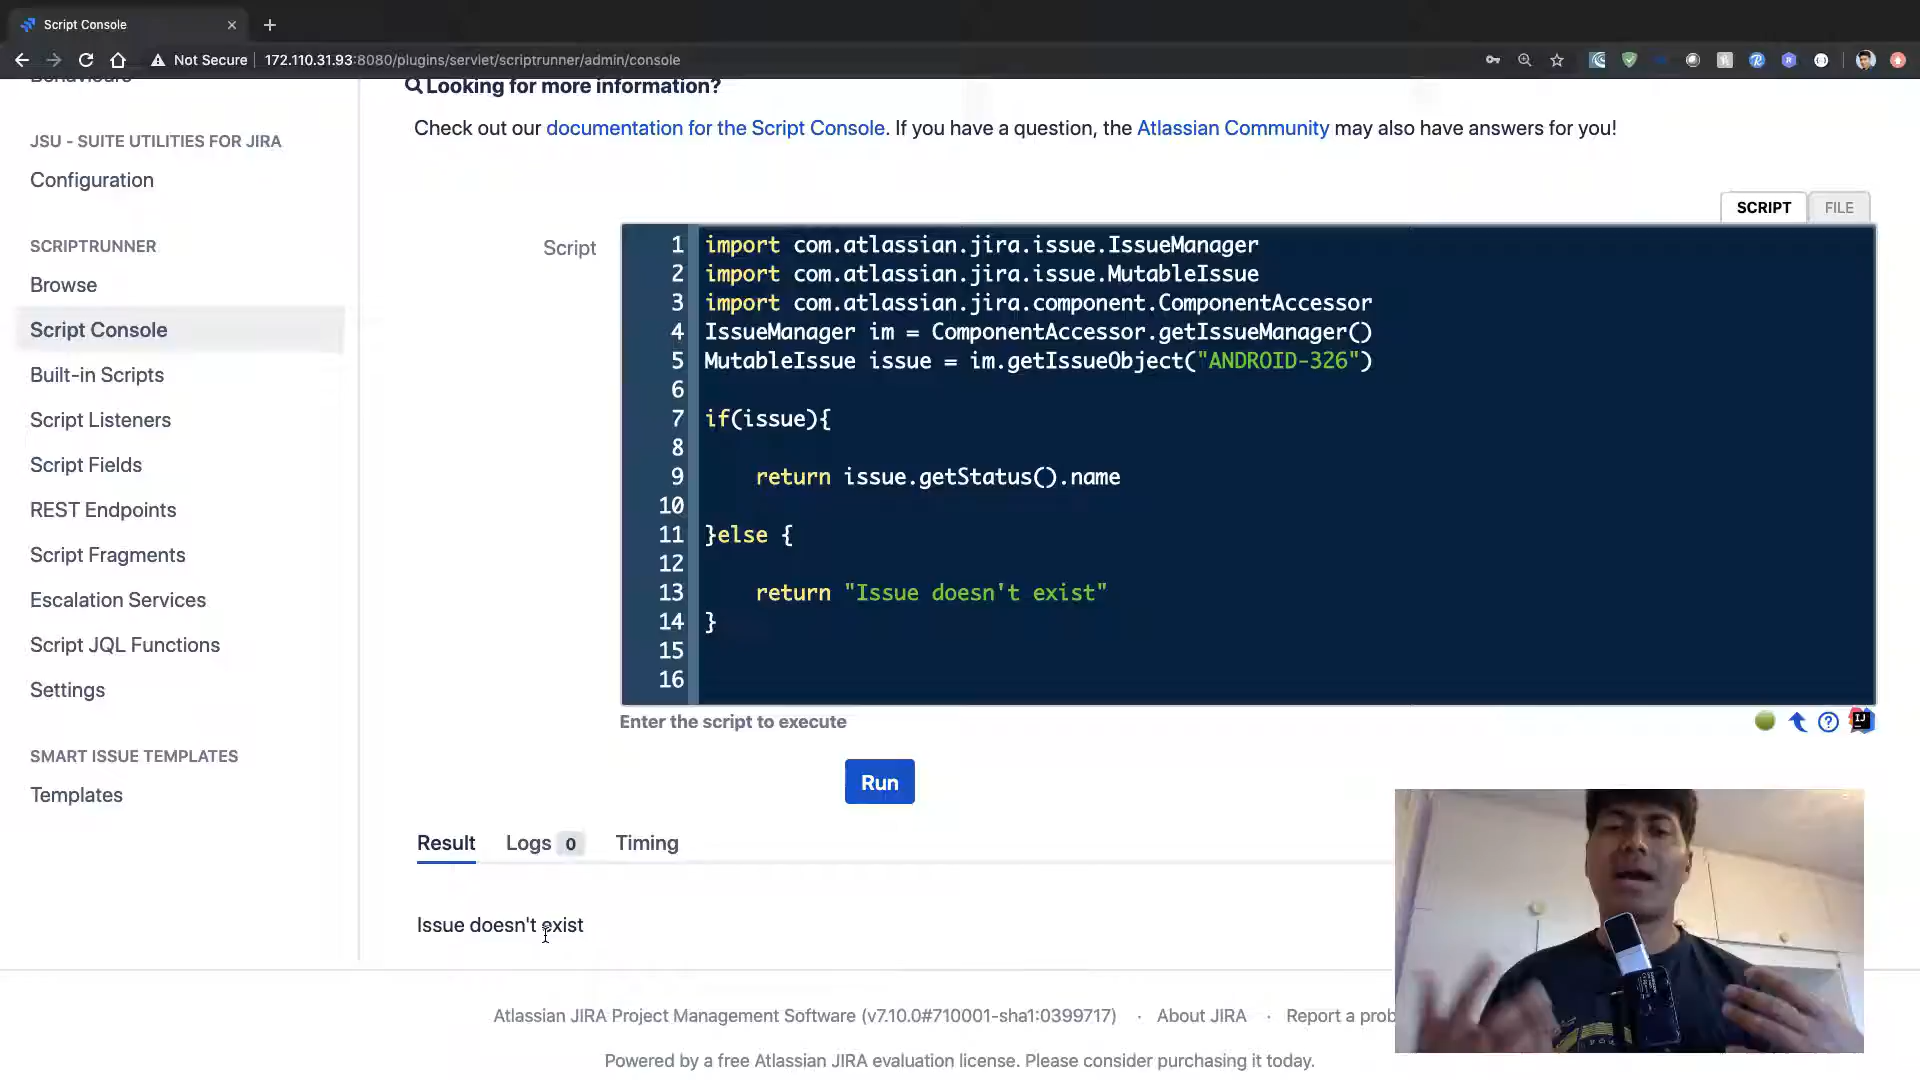 Script Console
Not Secure
172.110.31.93:8080/plugins/servlet/scriptrunner/admin/console
Behaviours
JSU - SUITE UTILITIES FOR JIRA
Configuration
SCRIPTRUNNER
Browse
Script Console
Built-in Scripts
Script Listeners
Script Fields
REST Endpoints
Script Fragments
Escalation Services
Script JQL Functions
Settings
SMART ISSUE TEMPLATES
Templates
Looking for more information?
Check out our documentation for the Script Console. If you have a question, the Atlassian Community may also have answers for you!
SCRIPT FILE
Script
1 import com.atlassian.jira.issue.IssueManager
2 import com.atlassian.jira.issue.MutableIssue
3 import com.atlassian.jira.component.ComponentAccessor
4 IssueManager im = ComponentAccessor.getIssueManager()
5 MutableIssue issue = im.getIssueObject("ANDROID-326")
6
7 if(issue){
8
9 return issue.getStatus().name
10
11 }else {
12
13 return "Issue doesn't exist"
14 }
15
16
Enter the script to execute
IJ
Run
Result Logs 0 Timing
Issue doesn't exist
Atlassian JIRA Project Management Software (v7.10.0#710001-sha1:0399717) · About JIRA · Report a prob
Powered by a free Atlassian JIRA evaluation license. Please consider purchasing it today.